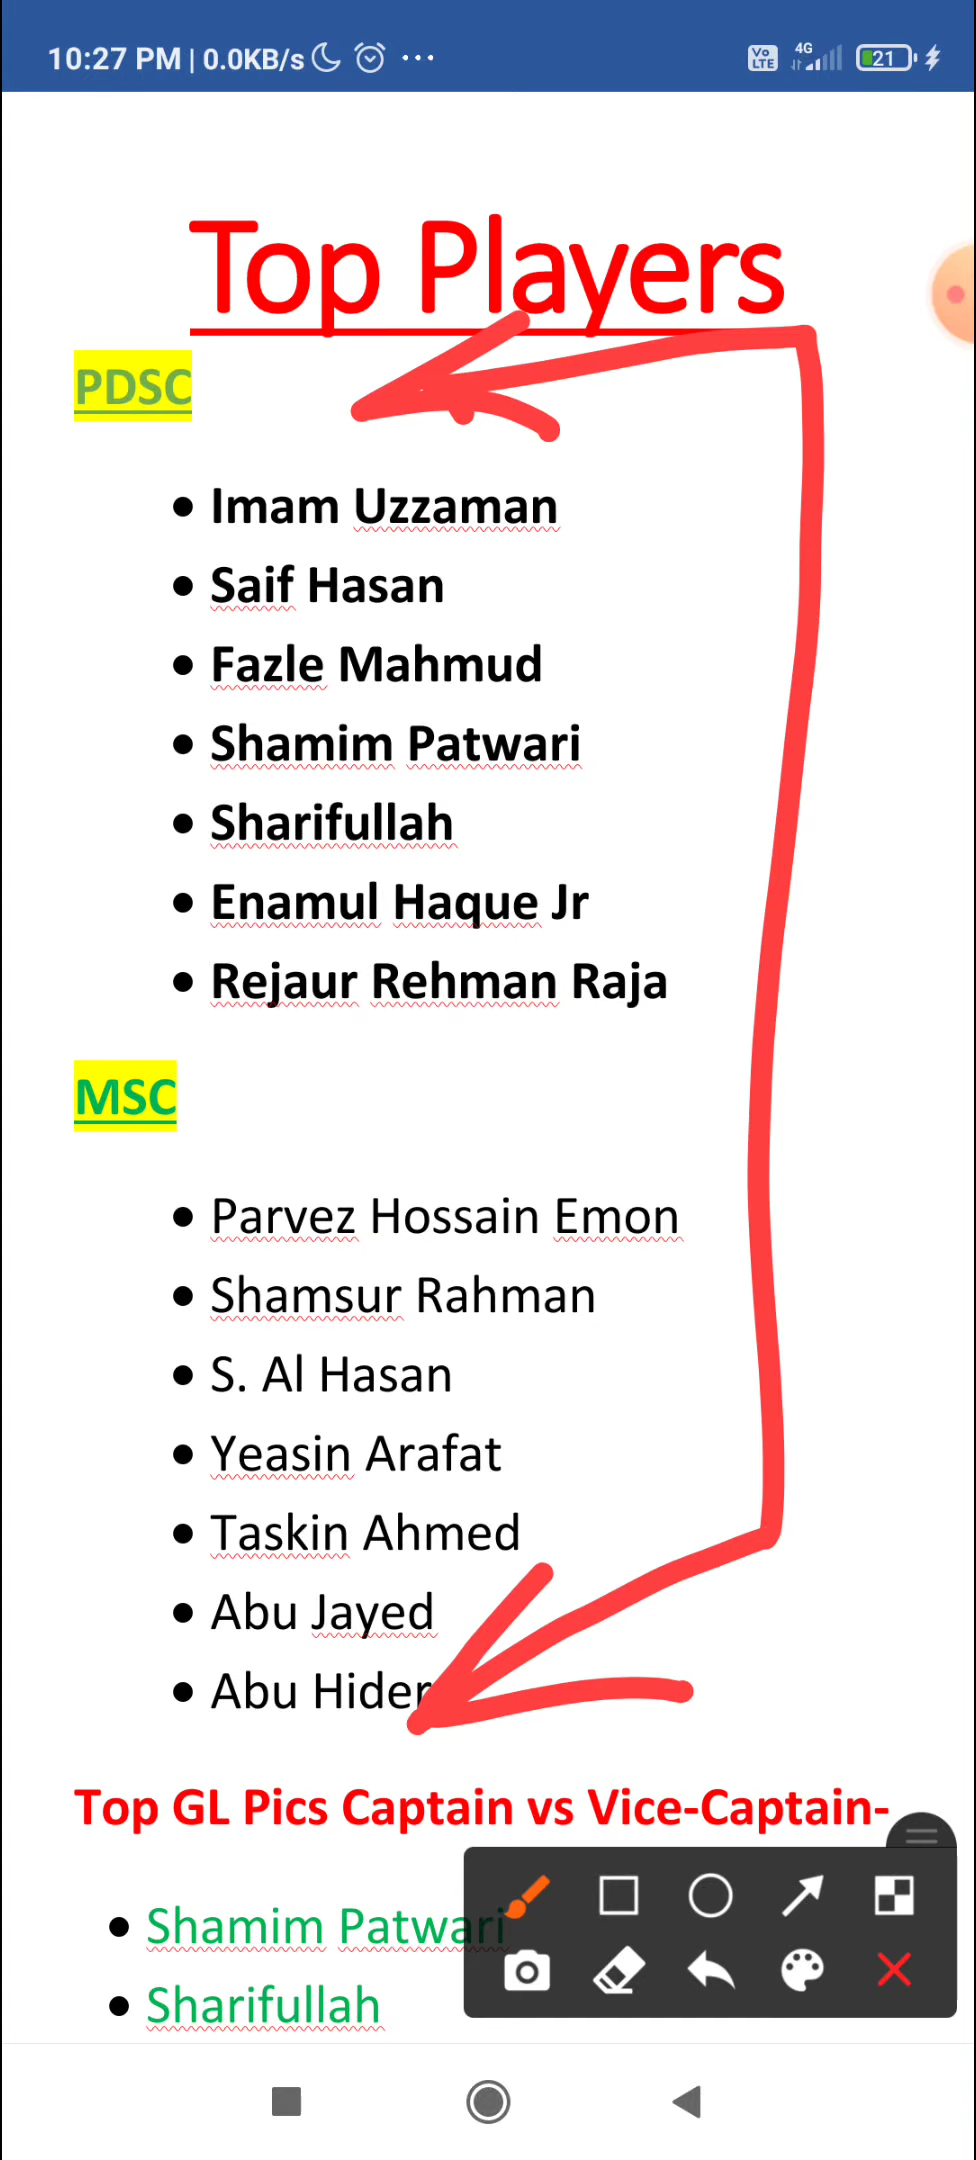 10:27 PM | 0.0KB/s ...
Vo LTE 4G 21
Top Players
PDSC
• Imam Uzzaman
• Saif Hasan
• Fazle Mahmud
• Shamim Patwari
• Sharifullah
• Enamul Haque Jr
• Rejaur Rehman Raja
MSC
• Parvez Hossain Emon
• Shamsur Rahman
• S. Al Hasan
• Yeasin Arafat
• Taskin Ahmed
• Abu Jayed
• Abu Hider
Top GL Pics Captain vs Vice-Captain-
• Shamim Patwari
• Sharifullah